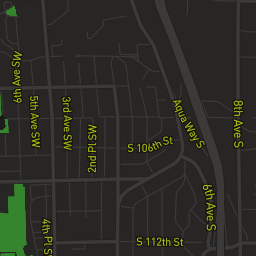 6th Ave SW
5th Ave SW
3rd Ave SW
2nd Pl SW
Aqua Way S
8th Ave S
S 106th St
6th Ave S
4th Pl S
S 112th St